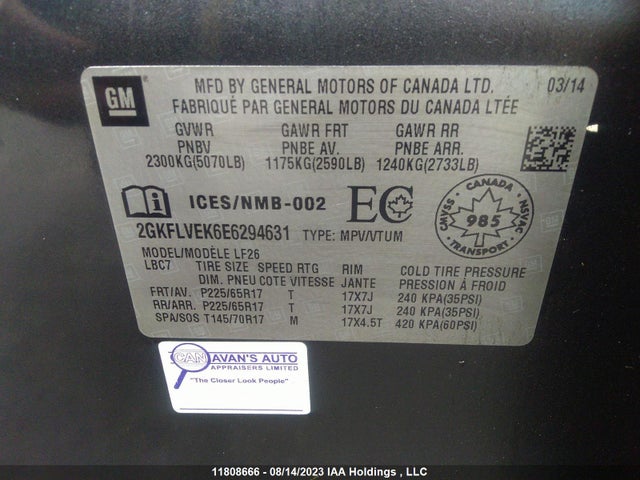 GM
MFD BY GENERAL MOTORS OF CANADA LTD. 03/14
FABRIQUÉ PAR GENERAL MOTORS DU CANADA LTÉE
GVWR GAWR FRT GAWR RR
PNBV PNBE AV. PNBE ARR.
2300KG(5070LB) 1175KG(2590LB) 1240KG(2733LB)
ICES/NMB-002 EC
CANADA
CMVSS 985 NSVAC
TRANSPORT
2GKFLVEK6E6294631 TYPE: MPV/VTUM
MODEL/MODÈLE LF26
LBC7 TIRE SIZE SPEED RTG RIM COLD TIRE PRESSURE
DIM. PNEU COTE VITESSE JANTE PRESSION À FROID
FRT/AV. P225/65R17 T 17X7J 240 KPA(35PSI)
RR/ARR. P225/65R17 T 17X7J 240 KPA(35PSI)
SPA/SOS T145/70R17 M 17X4.5T 420 KPA(60PSI)
CAN AVAN'S AUTO
APPRAISERS LIMITED
"The Closer Look People"
11808666 - 08/14/2023 IAA Holdings , LLC